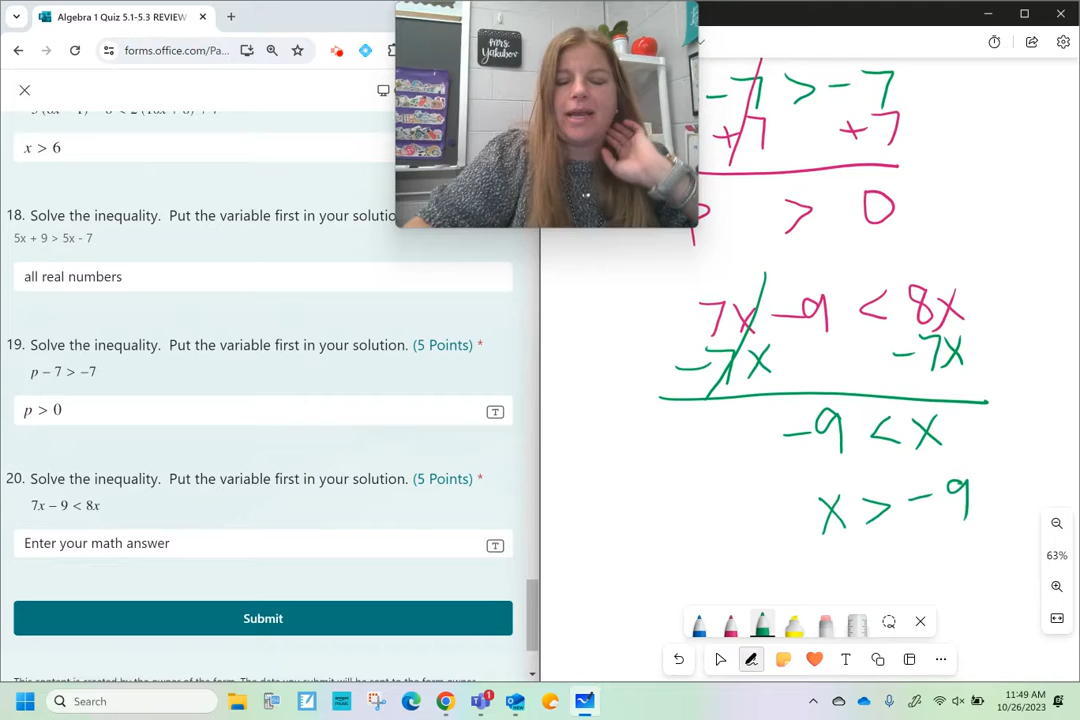 Algebra 1 Quiz 5.1-5.3 REVIEW
forms.office.com/Pa...
Mrs. Yakubov
x > 6
18. Solve the inequality. Put the variable first in your solutio
5x + 9 > 5x - 7
all real numbers
19. Solve the inequality. Put the variable first in your solution. (5 Points) *
p − 7 > −7
p > 0
T
20. Solve the inequality. Put the variable first in your solution. (5 Points) *
7x − 9 < 8x
Enter your math answer
T
Submit
-7 > -7
+7 +7
p > 0
7x -9 < 8x
-7x -7x
-9 < x
x > -9
63%
T
Search
1
NEW
11:49 AM
10/26/2023